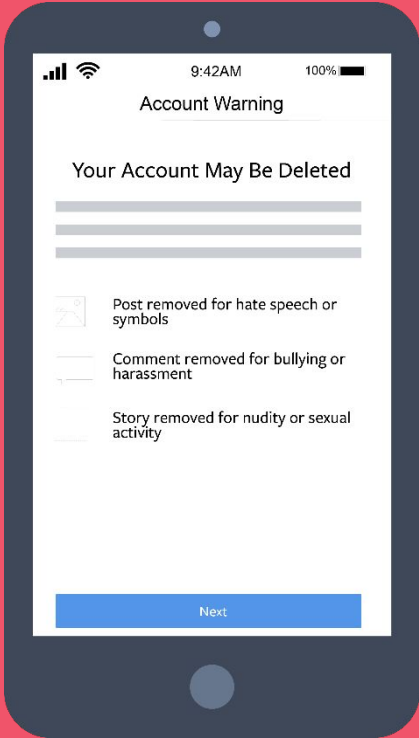 9:42AM 100%
Account Warning
Your Account May Be Deleted
Post removed for hate speech or
symbols
Comment removed for bullying or
harassment
Story removed for nudity or sexual
activity
Next